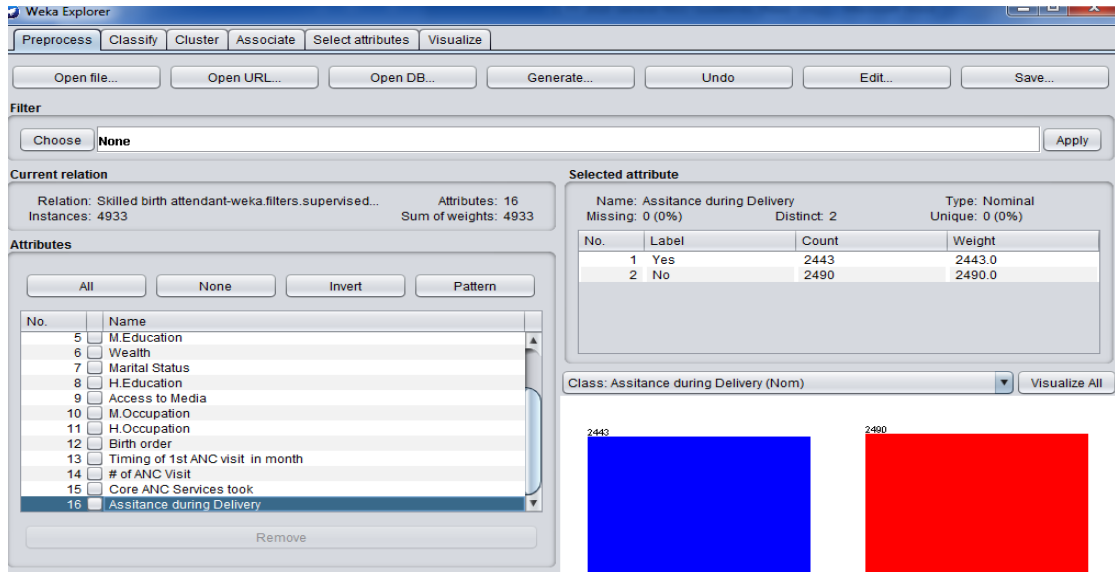 Weka Explorer
Preprocess Classify Cluster Associate Select attributes Visualize
Open file... Open URL... Open DB... Generate... Undo Edit... Save...
Filter
Choose None Apply
Current relation
Relation: Skilled birth attendant-weka.filters.supervised... Attributes: 16
Instances: 4933 Sum of weights: 4933
Attributes
All None Invert Pattern
No. Name
5 M.Education
6 Wealth
7 Marital Status
8 H.Education
9 Access to Media
10 M.Occupation
11 H.Occupation
12 Birth order
13 Timing of 1st ANC visit in month
14 # of ANC Visit
15 Core ANC Services took
16 Assitance during Delivery
Remove
Selected attribute
Name: Assitance during Delivery Type: Nominal
Missing: 0 (0%) Distinct: 2 Unique: 0 (0%)
No. Label Count Weight
1 Yes 2443 2443.0
2 No 2490 2490.0
Class: Assitance during Delivery (Nom) Visualize All
2443 2490